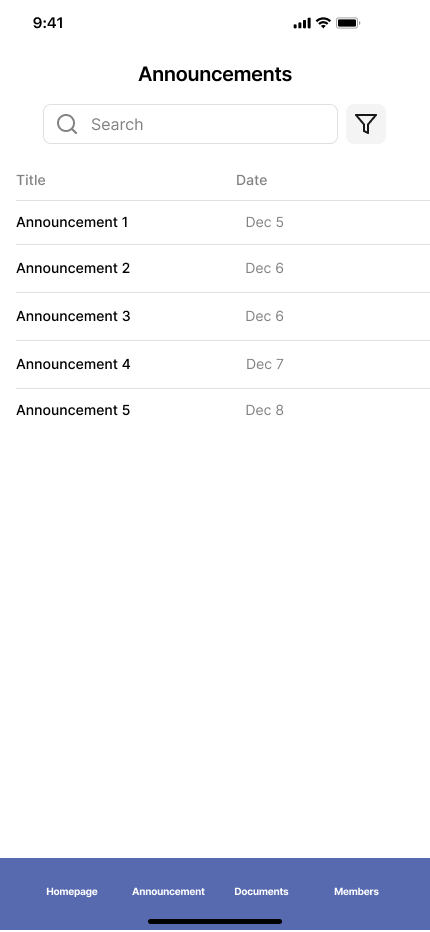 9:41
Announcements
Search
Title Date
Announcement 1 Dec 5
Announcement 2 Dec 6
Announcement 3 Dec 6
Announcement 4 Dec 7
Announcement 5 Dec 8
Homepage Announcement Documents Members